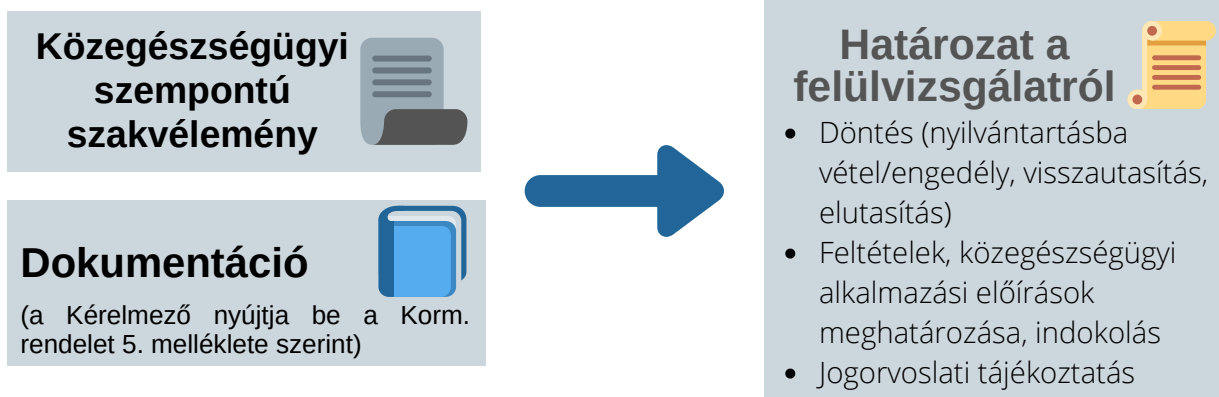 Közegészségügyi
szempontú
szakvélemény
Dokumentáció
(a Kérelmező nyújtja be a Korm.
rendelet 5. melléklete szerint)
Határozat a
felülvizsgálatról
• Döntés (nyilvántartásba
vétel/engedély, visszautasítás,
elutasítás)
• Feltételek, közegészségügyi
alkalmazási előírások
meghatározása, indokolás
• Jogorvoslati tájékoztatás